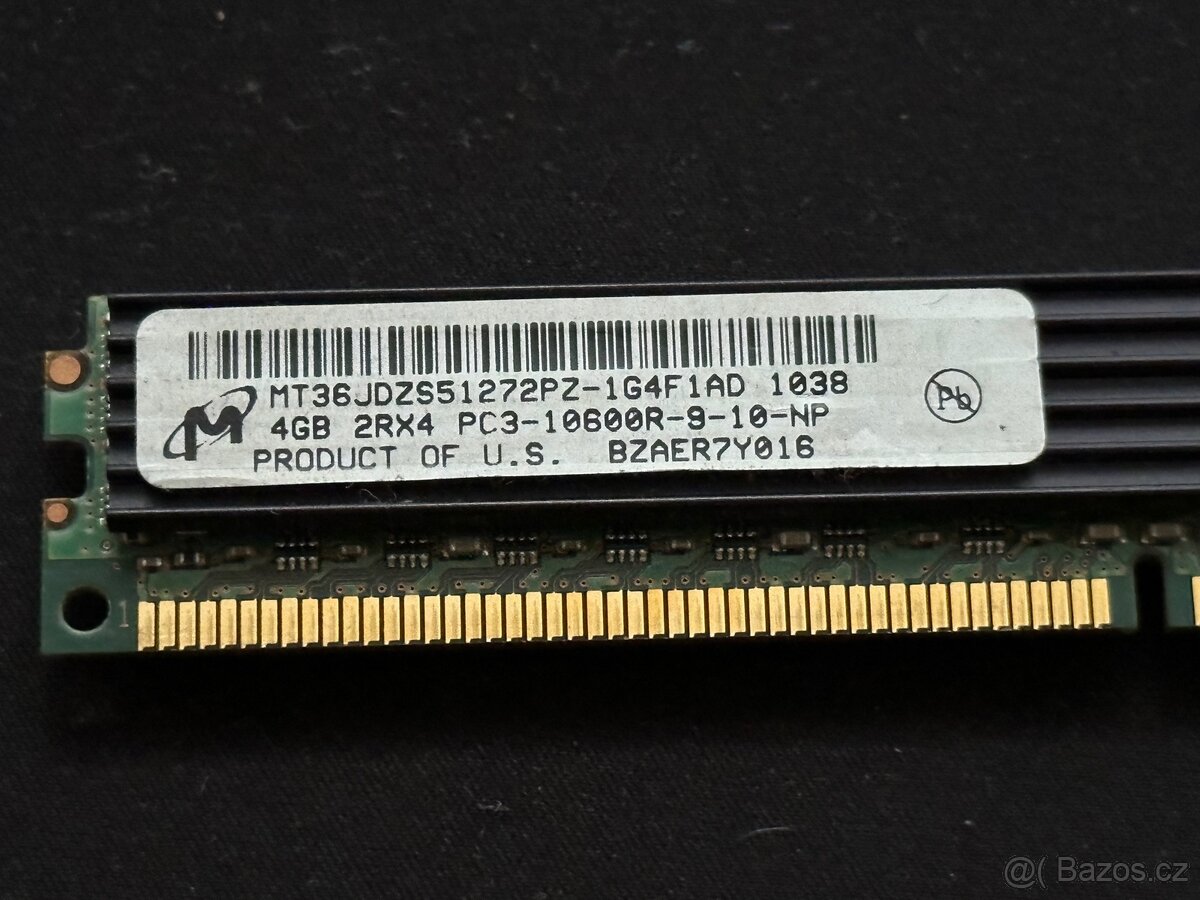 MT36JDZS51272PZ-1G4F1AD 1038
4GB 2RX4 PC3-10600R-9-10-NP
PRODUCT OF U.S. BZAER7Y016
Pb
1
@( Bazos.cz